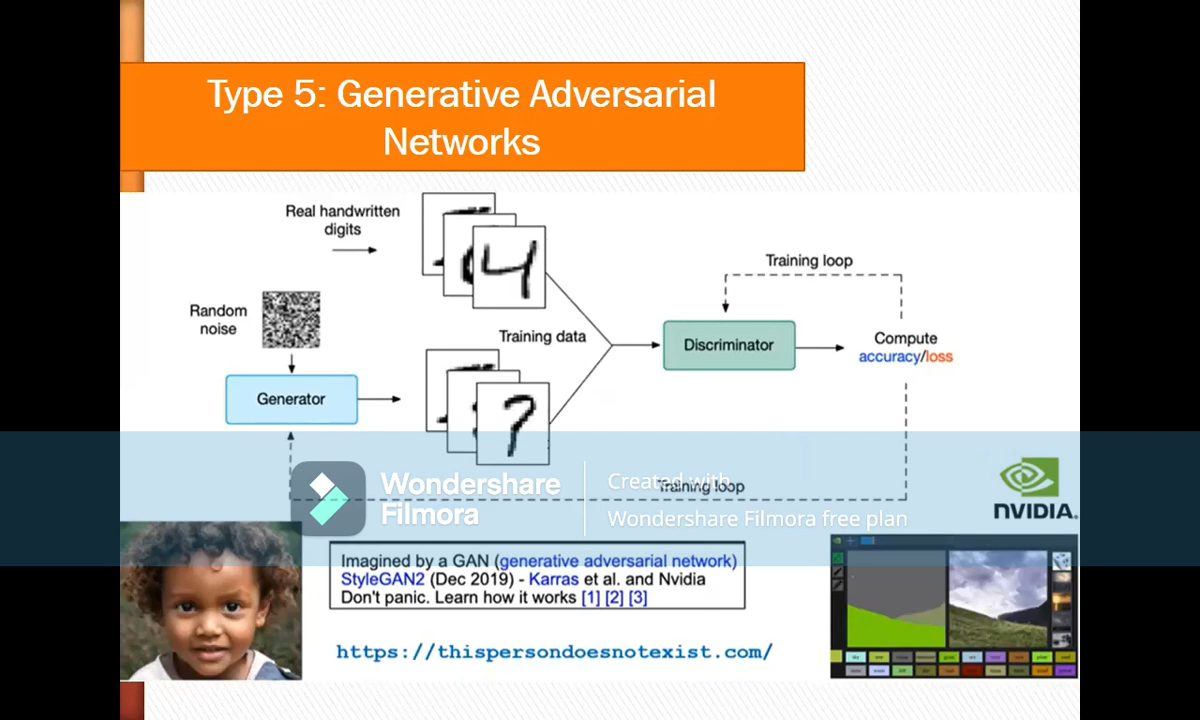 Type 5: Generative Adversarial
Networks
Real handwritten
digits
Training loop
Random
noise
Training data
Discriminator
Compute
accuracy/loss
Generator
Wondershare
Filmora
Created with
Wondershare Filmora free plan
Training loop
NVIDIA.
Imagined by a GAN (generative adversarial network)
StyleGAN2 (Dec 2019) - Karras et al. and Nvidia
Don't panic. Learn how it works [1] [2] [3]
https://thispersondoesnotexist.com/
4
?